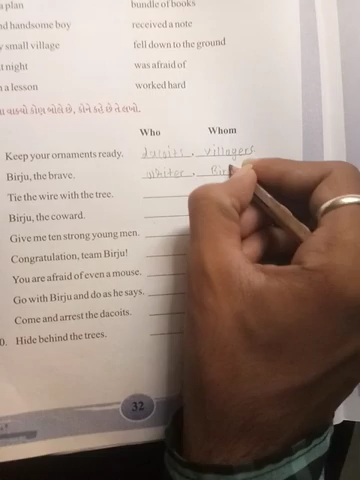 a plan bundle of books
handsome boy received a note
small village fell down to the ground
night was afraid of
a lesson worked hard
વાક્યો કોણ બોલે છે, કોને કહે છે તે લખો.
Who Whom
Keep your ornaments ready. dacoits . villagers
Birju, the brave. whiter .
Tie the wire with the tree.
Birju, the coward.
Give me ten strong young men.
Congratulation, team Birju!
You are afraid of even a mouse.
Go with Birju and do as he says.
Come and arrest the dacoits.
0. Hide behind the trees.
32